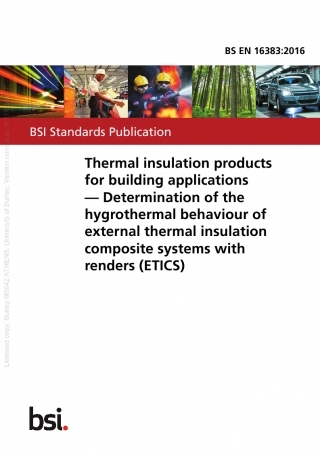 BS EN 16383:2016
BSI Standards Publication
Thermal insulation products
for building applications
— Determination of the
hygrothermal behaviour of
external thermal insulation
composite systems with
renders (ETICS)
bsi.